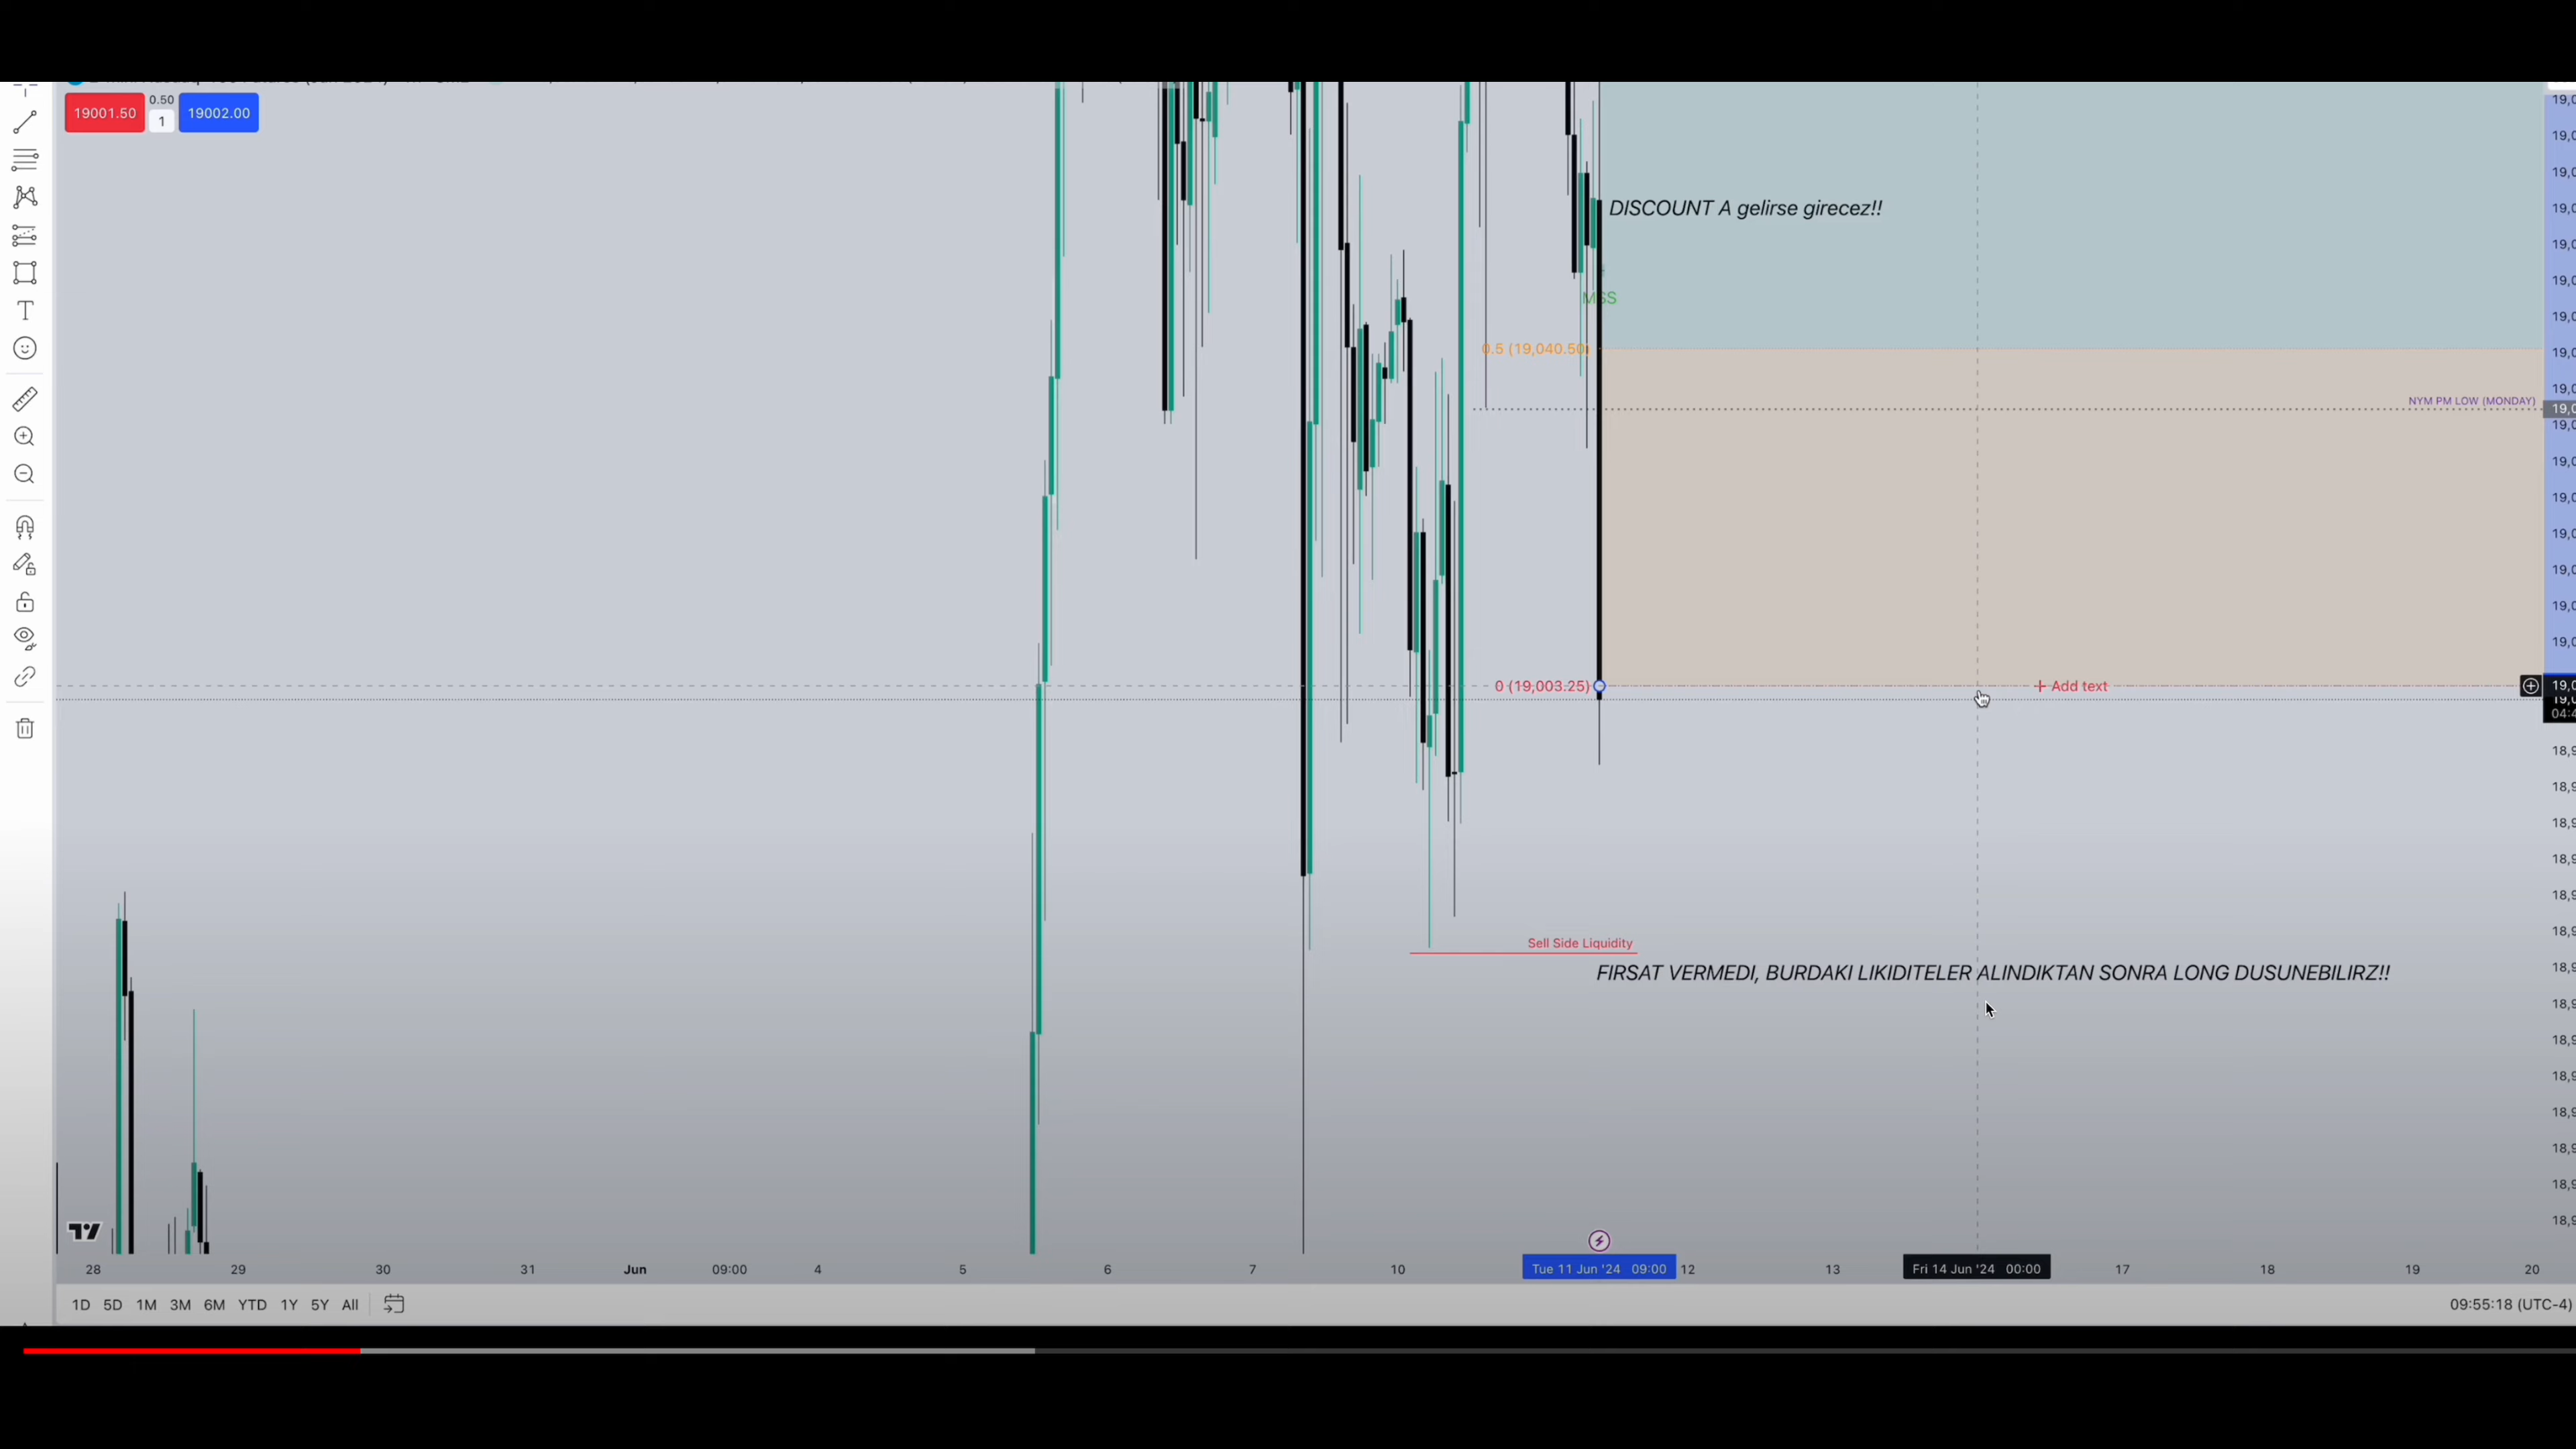 19001.50
0.50
1
19002.00
DISCOUNT A gelirse girecez!!
MSS
0.5 (19,040.50)
NYM PM LOW (MONDAY)
0 (19,003.25)
+ Add text
Sell Side Liquidity
FIRSAT VERMEDI, BURDAKI LIKIDITELER ALINDIKTAN SONRA LONG DUSUNEBILIRZ!!
28 29 30 31 Jun 09:00 4 5 6 7 10 Tue 11 Jun '24 09:00 12 13 Fri 14 Jun '24 00:00 17 18 19 20
1D 5D 1M 3M 6M YTD 1Y 5Y All
09:55:18 (UTC-4)